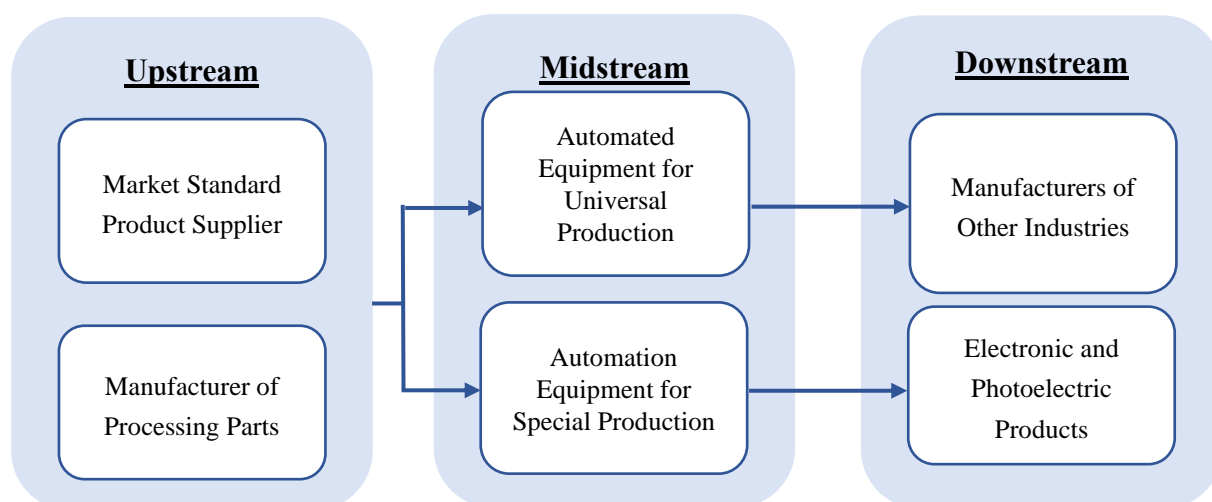 Upstream
Market Standard
Product Supplier
Manufacturer of
Processing Parts
Midstream
Automated
Equipment for
Universal
Production
Automation
Equipment for
Special Production
Downstream
Manufacturers of
Other Industries
Electronic and
Photoelectric
Products